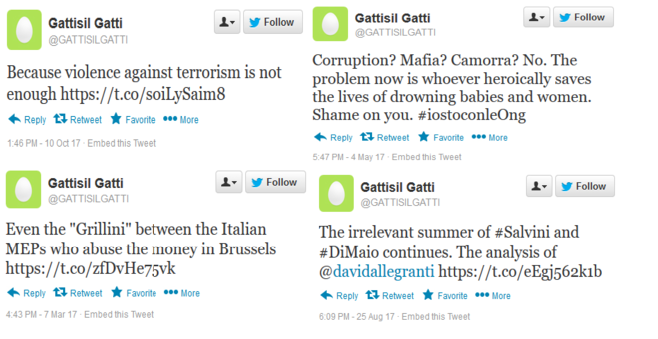 Gattisil Gatti
@GATTISILGATTI
Follow
Because violence against terrorism is not
enough https://t.co/soiLySaim8
Reply Retweet Favorite More
1:46 PM - 10 Oct 17 · Embed this Tweet
Gattisil Gatti
@GATTISILGATTI
Follow
Corruption? Mafia? Camorra? No. The
problem now is whoever heroically saves
the lives of drowning babies and women.
Shame on you. #iostoconleOng
Reply Retweet Favorite More
5:47 PM - 4 May 17 · Embed this Tweet
Gattisil Gatti
@GATTISILGATTI
Follow
Even the "Grillini" between the Italian
MEPs who abuse the money in Brussels
https://t.co/zfDvHe75vk
Reply Retweet Favorite More
4:43 PM - 7 Mar 17 · Embed this Tweet
Gattisil Gatti
@GATTISILGATTI
Follow
The irrelevant summer of #Salvini and
#DiMaio continues. The analysis of
@davidallegranti https://t.co/eEgj562k1b
Reply Retweet Favorite More
6:09 PM - 25 Aug 17 · Embed this Tweet